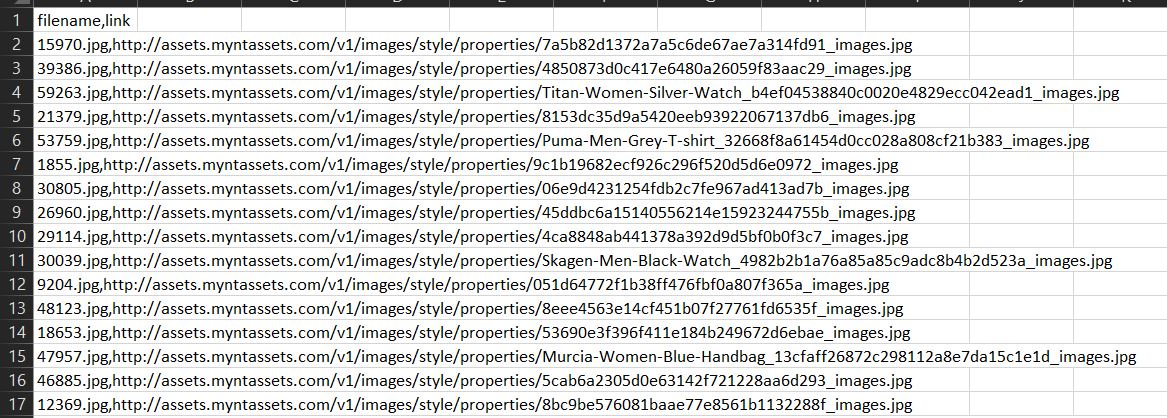 1 filename,link
2 15970.jpg,http://assets.myntassets.com/v1/images/style/properties/7a5b82d1372a7a5c6de67ae7a314fd91_images.jpg
3 39386.jpg,http://assets.myntassets.com/v1/images/style/properties/4850873d0c417e6480a26059f83aac29_images.jpg
4 59263.jpg,http://assets.myntassets.com/v1/images/style/properties/Titan-Women-Silver-Watch_b4ef04538840c0020e4829ecc042ead1_images.jpg
5 21379.jpg,http://assets.myntassets.com/v1/images/style/properties/8153dc35d9a5420eeb93922067137db6_images.jpg
6 53759.jpg,http://assets.myntassets.com/v1/images/style/properties/Puma-Men-Grey-T-shirt_32668f8a61454d0cc028a808cf21b383_images.jpg
7 1855.jpg,http://assets.myntassets.com/v1/images/style/properties/9c1b19682ecf926c296f520d5d6e0972_images.jpg
8 30805.jpg,http://assets.myntassets.com/v1/images/style/properties/06e9d4231254fdb2c7fe967ad413ad7b_images.jpg
9 26960.jpg,http://assets.myntassets.com/v1/images/style/properties/45ddbc6a15140556214e15923244755b_images.jpg
10 29114.jpg,http://assets.myntassets.com/v1/images/style/properties/4ca8848ab441378a392d9d5bf0b0f3c7_images.jpg
11 30039.jpg,http://assets.myntassets.com/v1/images/style/properties/Skagen-Men-Black-Watch_4982b2b1a76a85a85c9adc8b4b2d523a_images.jpg
12 9204.jpg,http://assets.myntassets.com/v1/images/style/properties/051d64772f1b38ff476fbf0a807f365a_images.jpg
13 48123.jpg,http://assets.myntassets.com/v1/images/style/properties/8eee4563e14cf451b07f27761fd6535f_images.jpg
14 18653.jpg,http://assets.myntassets.com/v1/images/style/properties/53690e3f396f411e184b249672d6ebae_images.jpg
15 47957.jpg,http://assets.myntassets.com/v1/images/style/properties/Murcia-Women-Blue-Handbag_13cfaff26872c298112a8e7da15c1e1d_images.jpg
16 46885.jpg,http://assets.myntassets.com/v1/images/style/properties/5cab6a2305d0e63142f721228aa6d293_images.jpg
17 12369.jpg,http://assets.myntassets.com/v1/images/style/properties/8bc9be576081baae77e8561b1132288f_images.jpg